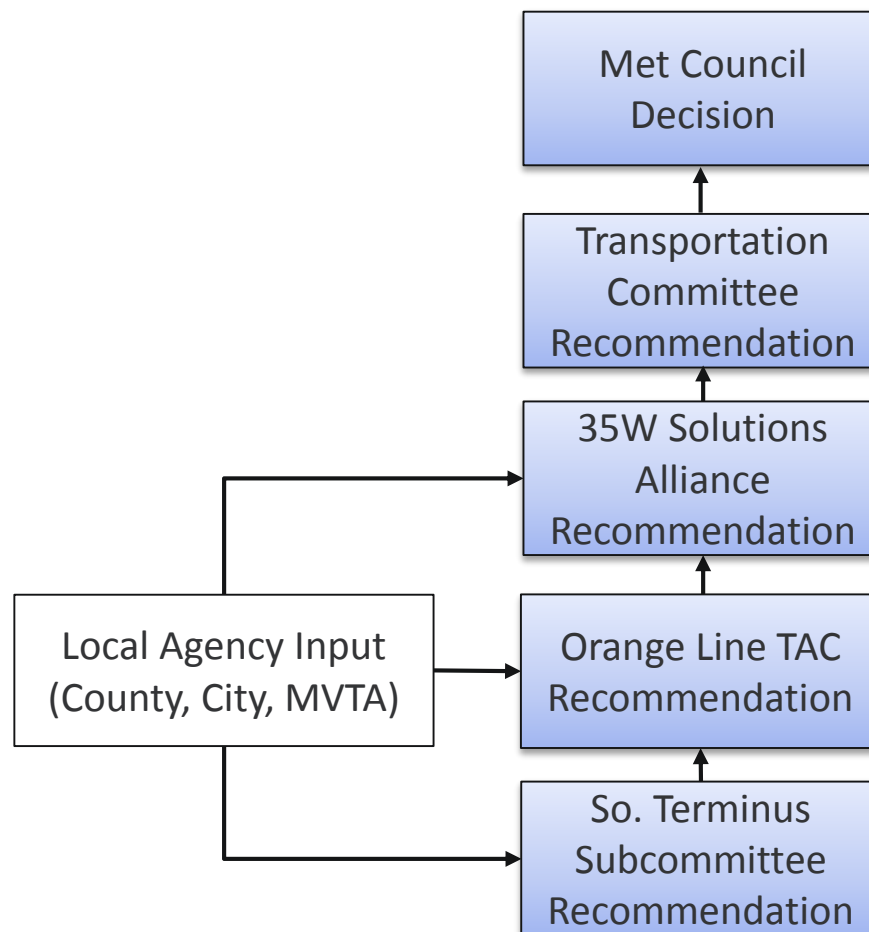 Met Council
Decision
Transportation
Committee
Recommendation
35W Solutions
Alliance
Recommendation
Local Agency Input
(County, City, MVTA)
Orange Line TAC
Recommendation
So. Terminus
Subcommittee
Recommendation